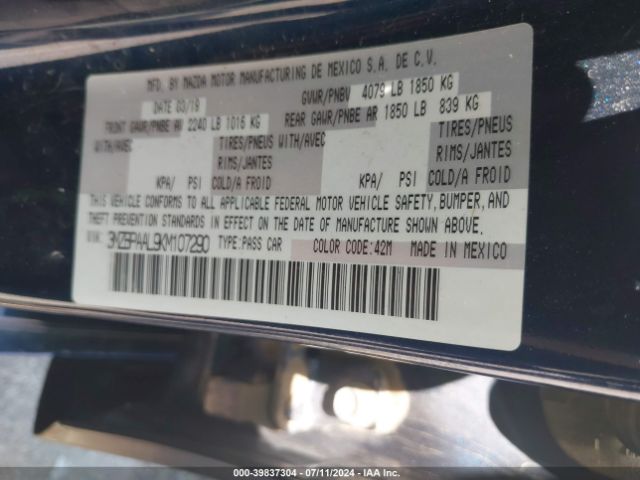 MFD. BY MAZDA MOTOR MANUFACTURING DE MEXICO S.A. DE C.V.
DATE 03/19 GVWR/PNBV 4079 LB 1850 KG
FRONT GAWR/PNBE AV 2240 LB 1016 KG REAR GAWR/PNBE AR 1850 LB 839 KG
WITH/AVEC TIRES/PNEUS WITH/AVEC TIRES/PNEUS
RIMS/JANTES RIMS/JANTES
KPA/ PSI COLD/A FROID KPA/ PSI COLD/A FROID
THIS VEHICLE CONFORMS TO ALL APPLICABLE FEDERAL MOTOR VEHICLE SAFETY, BUMPER, AND
THEFT PREVENTION STANDARDS IN EFFECT ON THE DATE OF MANUFACTURE SHOWN ABOVE.
VIN: 3MZBPAAL9KM107290 TYPE:PASS CAR COLOR CODE:42M MADE IN MEXICO
000-39837304 - 07/11/2024 - IAA Inc.